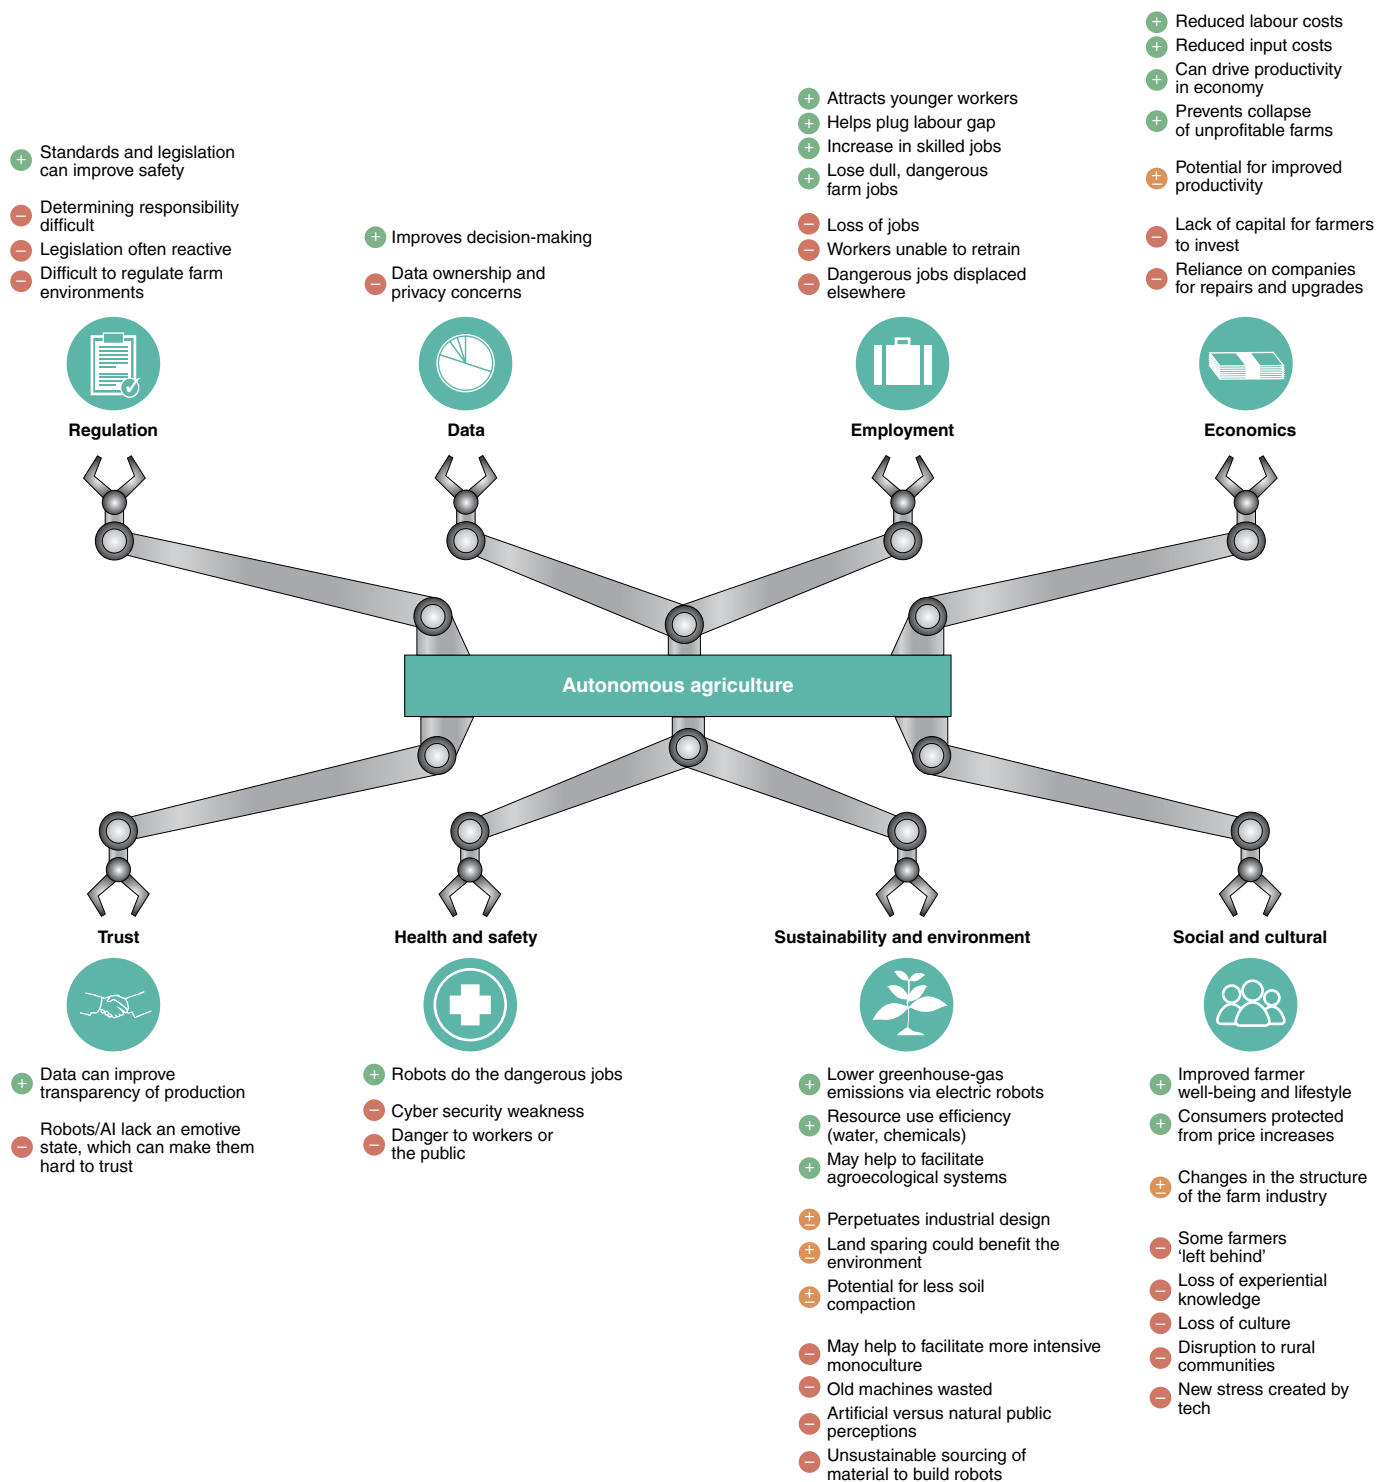 Standards and legislation
can improve safety
Determining responsibility
difficult
Legislation often reactive
Difficult to regulate farm
environments
Regulation
Improves decision-making
Data ownership and
privacy concerns
Data
Attracts younger workers
Helps plug labour gap
Increase in skilled jobs
Lose dull, dangerous
farm jobs
Loss of jobs
Workers unable to retrain
Dangerous jobs displaced
elsewhere
Employment
Reduced labour costs
Reduced input costs
Can drive productivity
in economy
Prevents collapse
of unprofitable farms
Potential for improved
productivity
Lack of capital for farmers
to invest
Reliance on companies
for repairs and upgrades
Economics
Autonomous agriculture
Trust
Data can improve
transparency of production
Robots/AI lack an emotive
state, which can make them
hard to trust
Health and safety
Robots do the dangerous jobs
Cyber security weakness
Danger to workers or
the public
Sustainability and environment
Lower greenhouse-gas
emissions via electric robots
Resource use efficiency
(water, chemicals)
May help to facilitate
agroecological systems
Perpetuates industrial design
Land sparing could benefit the
environment
Potential for less soil
compaction
May help to facilitate more intensive
monoculture
Old machines wasted
Artificial versus natural public
perceptions
Unsustainable sourcing of
material to build robots
Social and cultural
Improved farmer
well-being and lifestyle
Consumers protected
from price increases
Changes in the structure
of the farm industry
Some farmers
‘left behind’
Loss of experiential
knowledge
Loss of culture
Disruption to rural
communities
New stress created by
tech